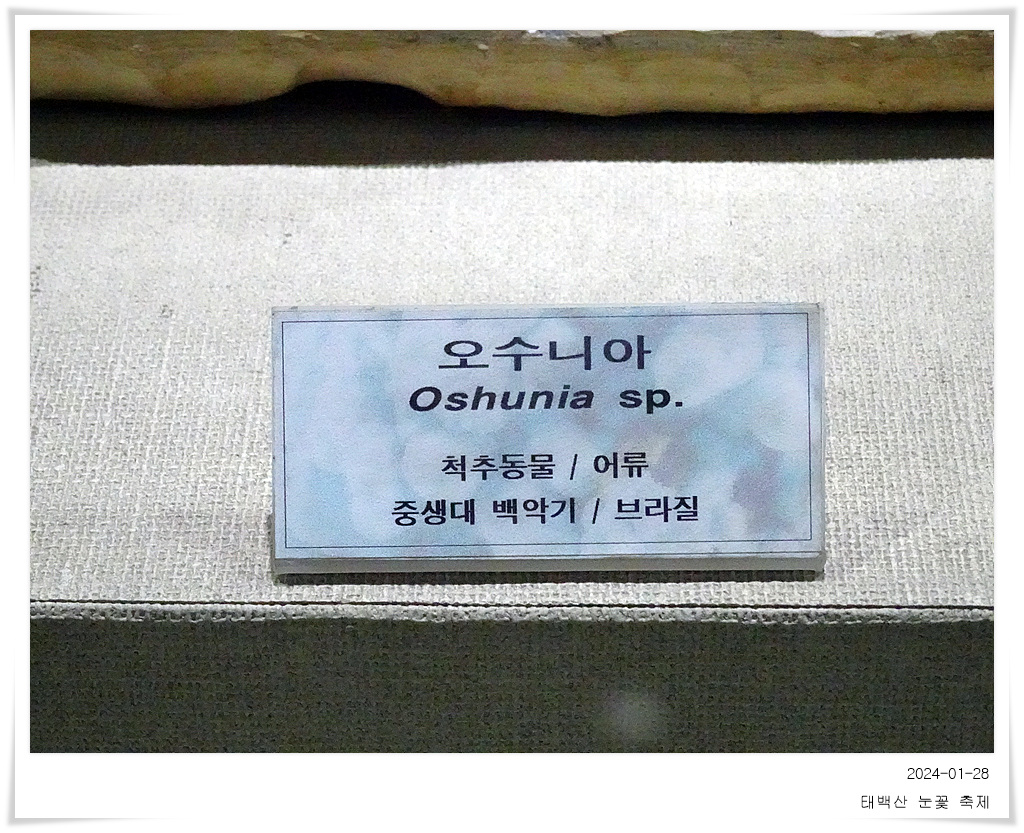 오수니아
Oshunia sp.
척추동물 / 어류
중생대 백악기 / 브라질
2024-01-28
태백산 눈꽃 축제